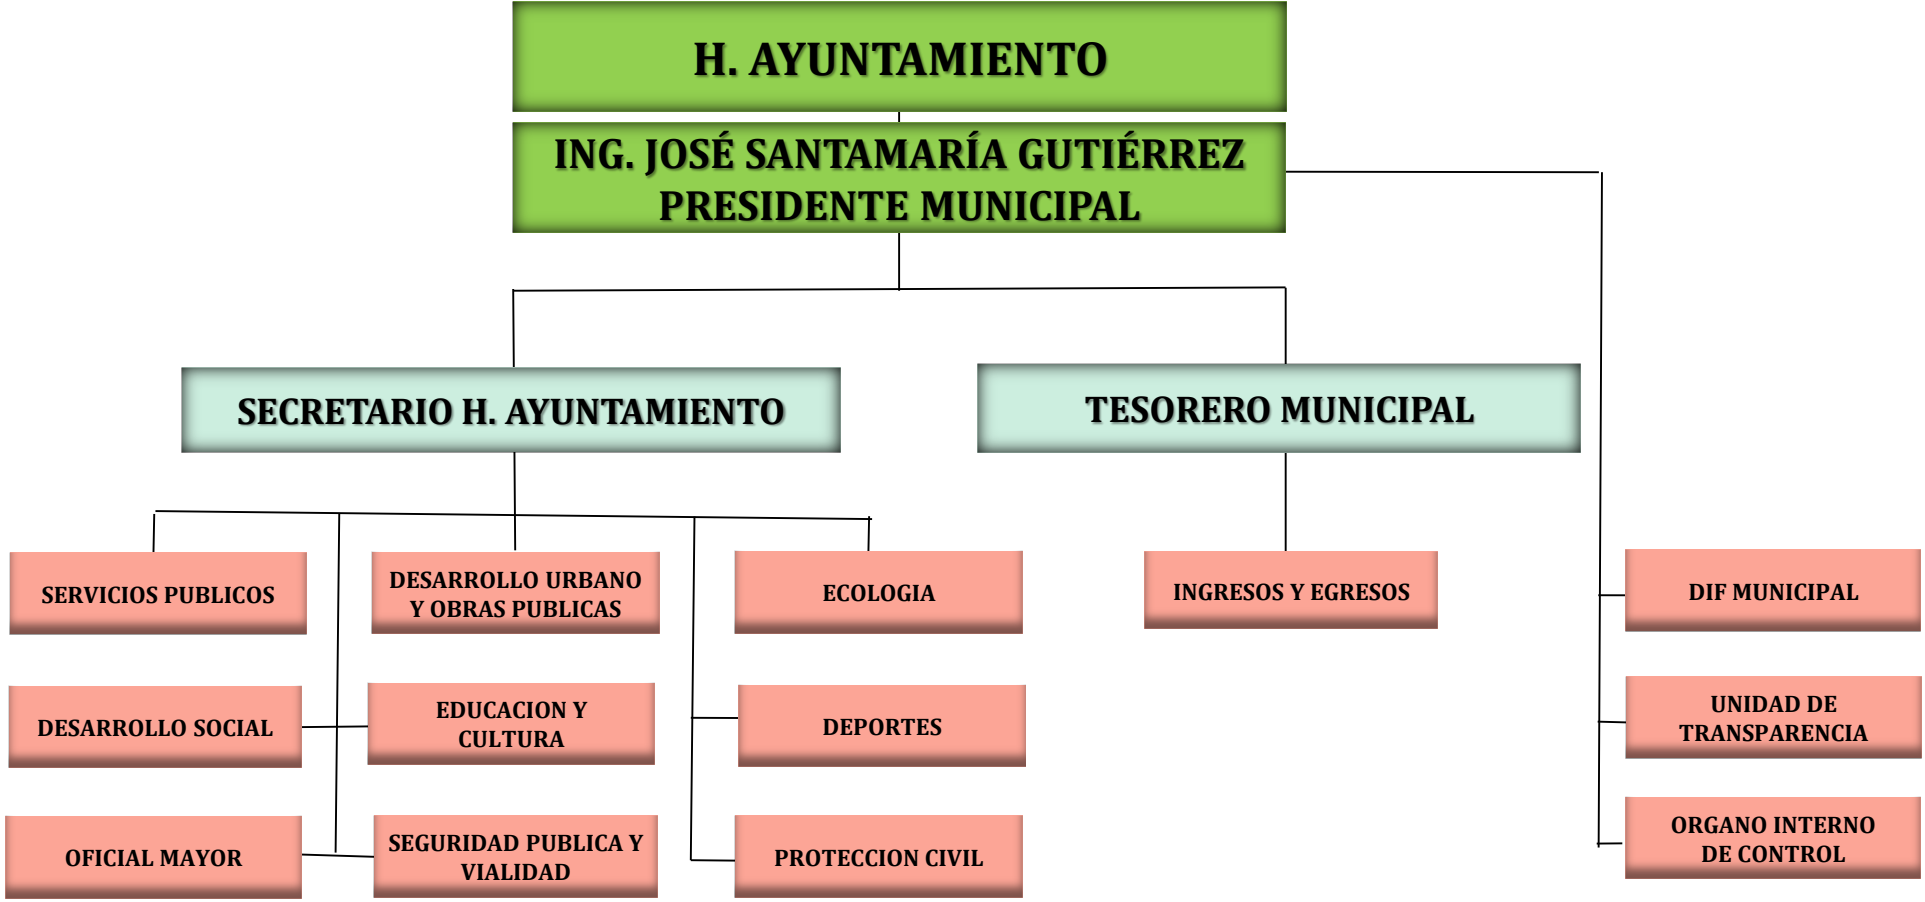 H. AYUNTAMIENTO
ING. JOSÉ SANTAMARÍA GUTIÉRREZ
PRESIDENTE MUNICIPAL
SECRETARIO H. AYUNTAMIENTO
TESORERO MUNICIPAL
SERVICIOS PUBLICOS
DESARROLLO URBANO
Y OBRAS PUBLICAS
ECOLOGIA
INGRESOS Y EGRESOS
DIF MUNICIPAL
DESARROLLO SOCIAL
EDUCACION Y
CULTURA
DEPORTES
UNIDAD DE
TRANSPARENCIA
OFICIAL MAYOR
SEGURIDAD PUBLICA Y
VIALIDAD
PROTECCION CIVIL
ORGANO INTERNO
DE CONTROL